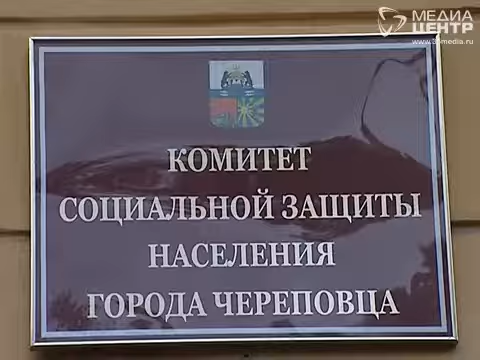 МЕДИА
ЦЕНТР
www.35media.ru
КОМИТЕТ
СОЦИАЛЬНОЙ ЗАЩИТЫ
НАСЕЛЕНИЯ
ГОРОДА ЧЕРЕПОВЦА